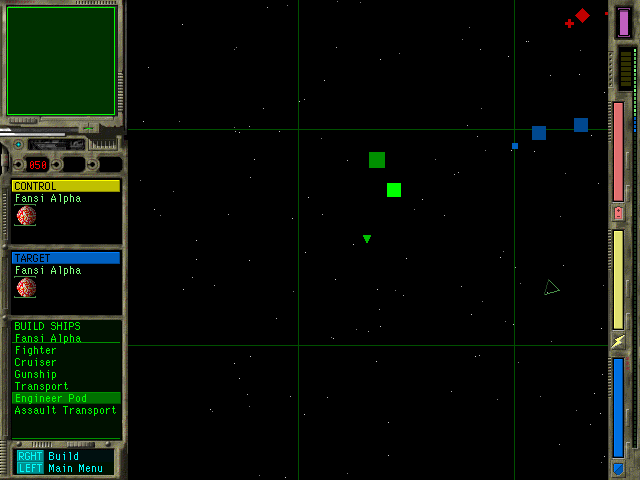 050
CONTROL
Fansi Alpha
TARGET
Fansi Alpha
BUILD SHIPS
Fansi Alpha
Fighter
Cruiser
Gunship
Transport
Engineer Pod
Assault Transport
RGHT Build
LEFT Main Menu